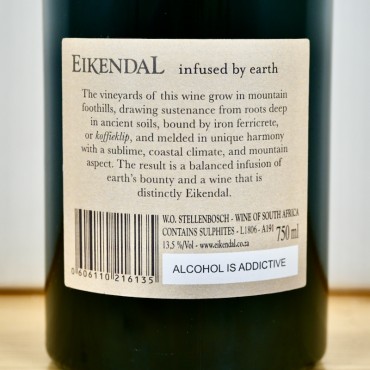 EIKENDAL infused by earth
The vineyards of this wine grow in mountain
foothills, drawing sustenance from roots deep
in ancient soils, bound by iron ferricrete,
or koffieklip, and melded in unique harmony
with a sublime, coastal climate, and mountain
aspect. The result is a balanced infusion of
earth's bounty and a wine that is
distinctly Eikendal.
W.O. STELLENBOSCH - WINE OF SOUTH AFRICA
CONTAINS SULPHITES - L1806 - A191 750 ml
13,5 %/Vol - www.eikendal.co.za
ALCOHOL IS ADDICTIVE
0 606110 216135